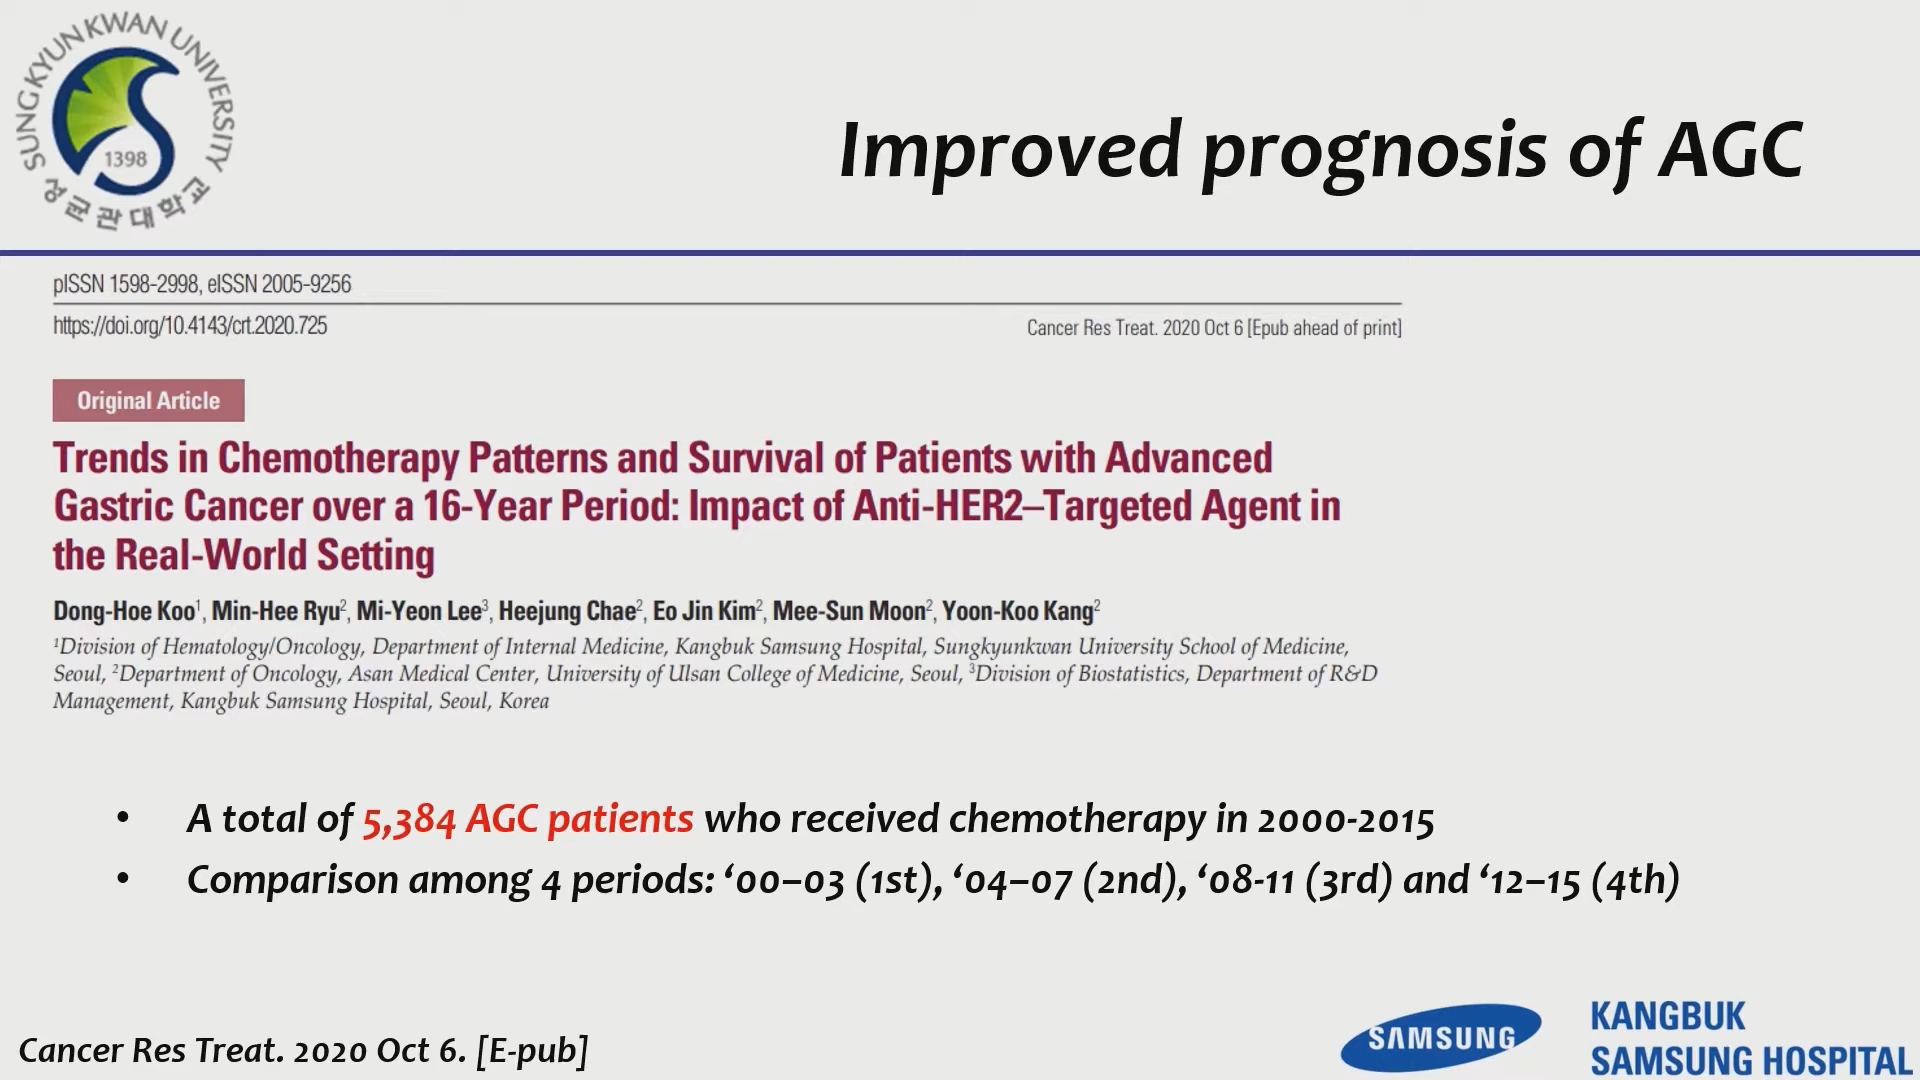 SUNGKYUNKWAN UNIVERSITY
1398
성균관대학교
Improved prognosis of AGC
pISSN 1598-2998, eISSN 2005-9256
https://doi.org/10.4143/crt.2020.725
Cancer Res Treat. 2020 Oct 6 [Epub ahead of print]
Original Article
Trends in Chemotherapy Patterns and Survival of Patients with Advanced
Gastric Cancer over a 16-Year Period: Impact of Anti-HER2–Targeted Agent in
the Real-World Setting
Dong-Hoe Koo¹, Min-Hee Ryu², Mi-Yeon Lee³, Heejung Chae², Eo Jin Kim², Mee-Sun Moon², Yoon-Koo Kang²
¹Division of Hematology/Oncology, Department of Internal Medicine, Kangbuk Samsung Hospital, Sungkyunkwan University School of Medicine,
Seoul, ²Department of Oncology, Asan Medical Center, University of Ulsan College of Medicine, Seoul, ³Division of Biostatistics, Department of R&D
Management, Kangbuk Samsung Hospital, Seoul, Korea
• A total of 5,384 AGC patients who received chemotherapy in 2000-2015
• Comparison among 4 periods: ‘00–03 (1st), ‘04–07 (2nd), ‘08-11 (3rd) and ‘12–15 (4th)
Cancer Res Treat. 2020 Oct 6. [E-pub]
SAMSUNG
KANGBUK
SAMSUNG HOSPITAL